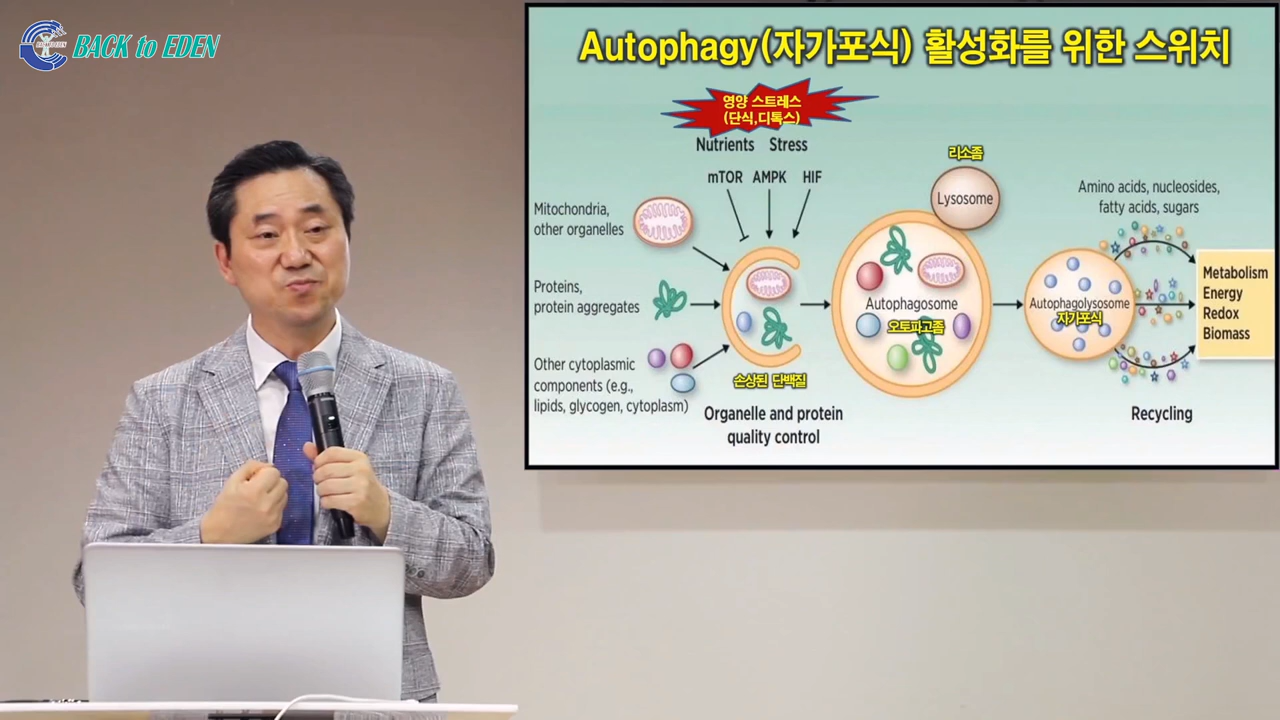 BACK to EDEN
Autophagy(자가포식) 활성화를 위한 스위치
영양 스트레스
(단식,디톡스)
Nutrients Stress
mTOR AMPK HIF
Mitochondria,
other organelles
Proteins,
protein aggregates
Other cytoplasmic
components (e.g.,
lipids, glycogen, cytoplasm)
손상된 단백질
Organelle and protein
quality control
리소좀
Lysosome
Autophagosome
오토파고좀
Autophagolysosome
자가포식
Amino acids, nucleosides,
fatty acids, sugars
Metabolism
Energy
Redox
Biomass
Recycling